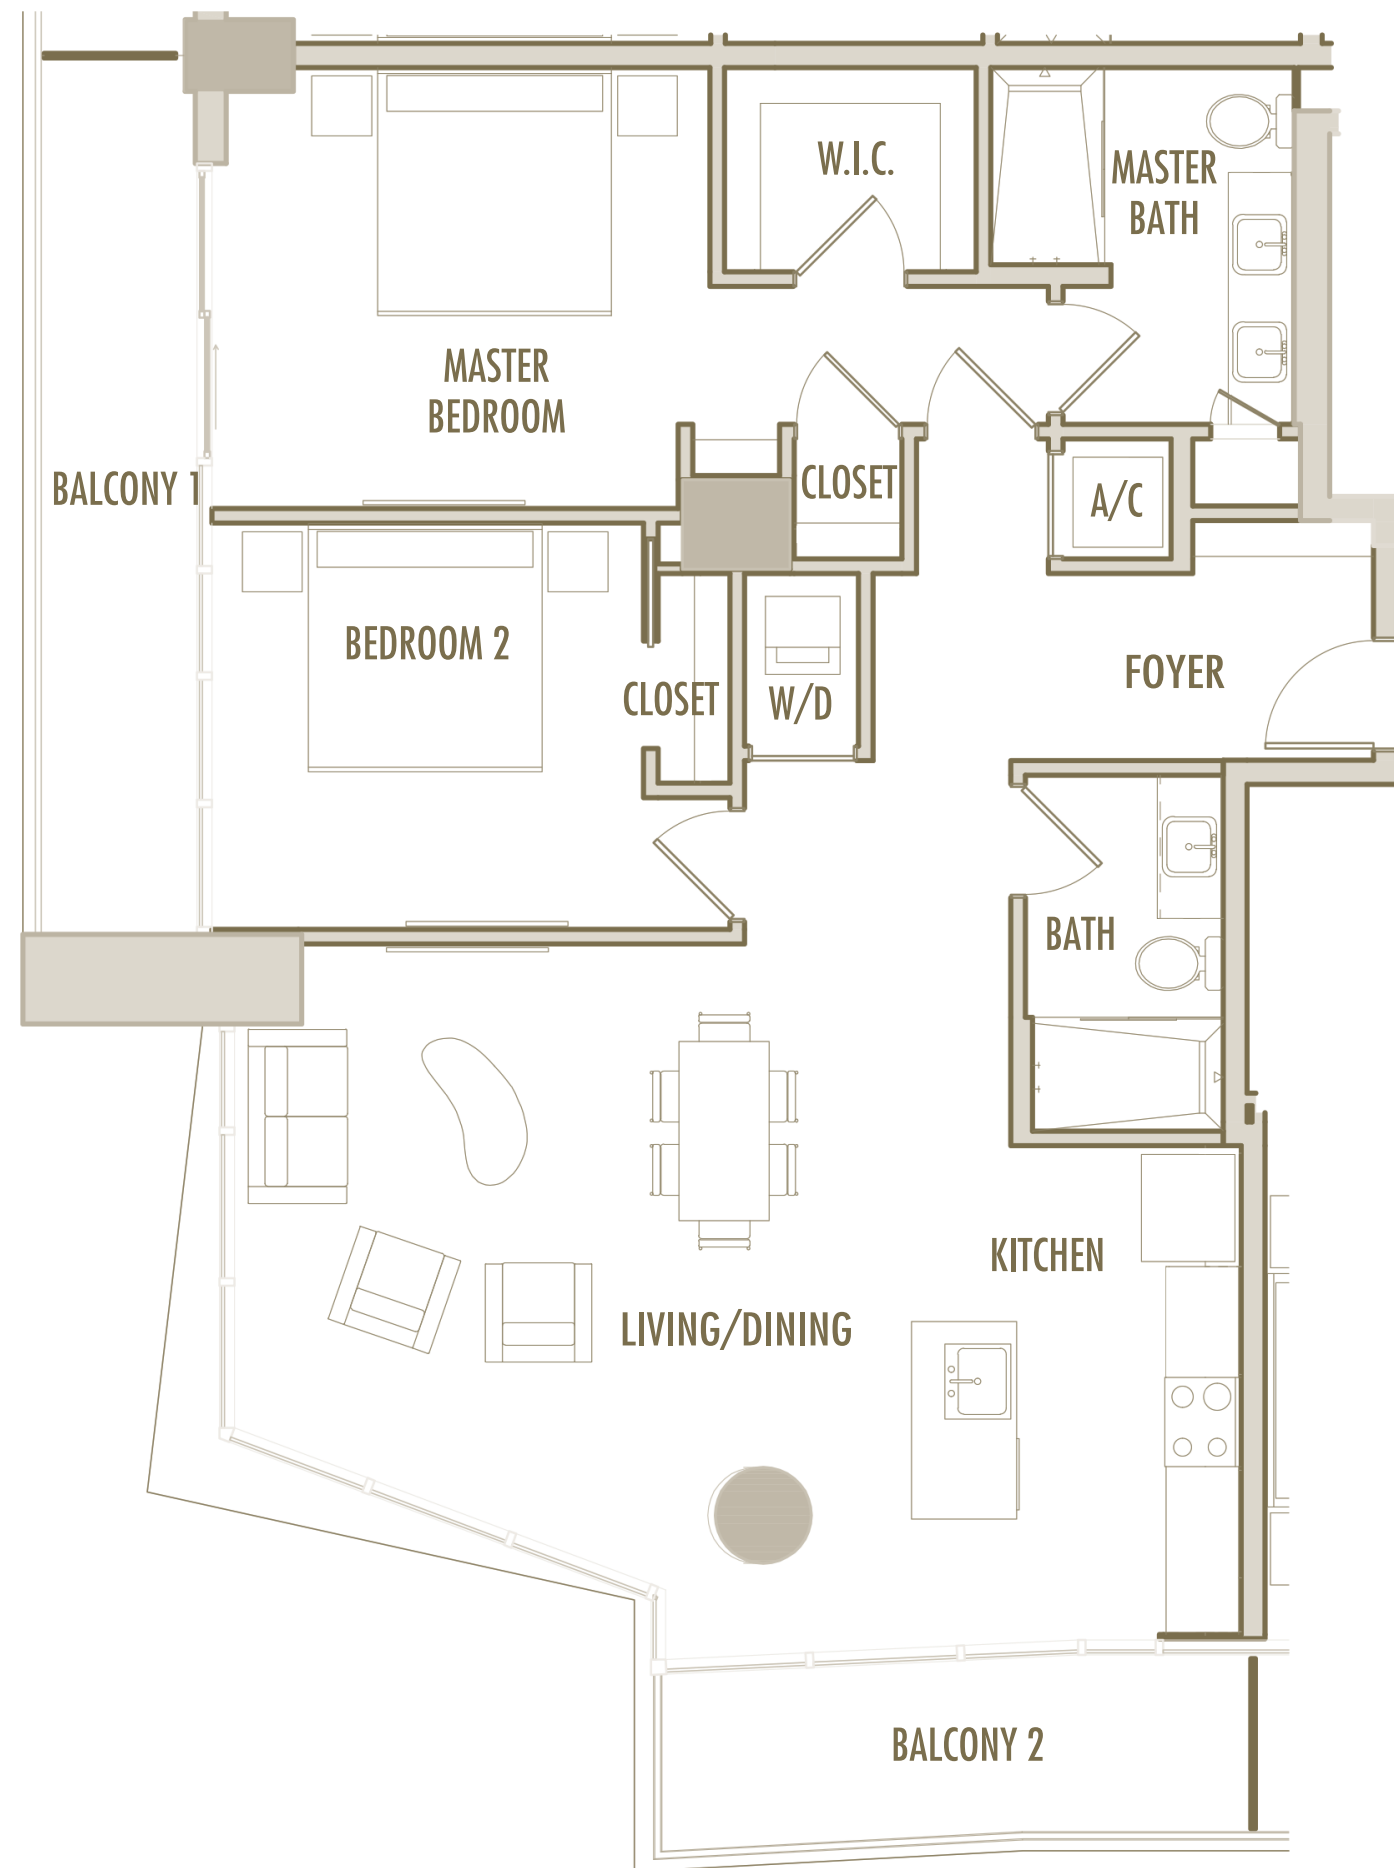 W.I.C.
MASTER
BATH
MASTER
BEDROOM
BALCONY 1
CLOSET
A/C
BEDROOM 2
FOYER
CLOSET
W/D
BATH
KITCHEN
LIVING/DINING
BALCONY 2